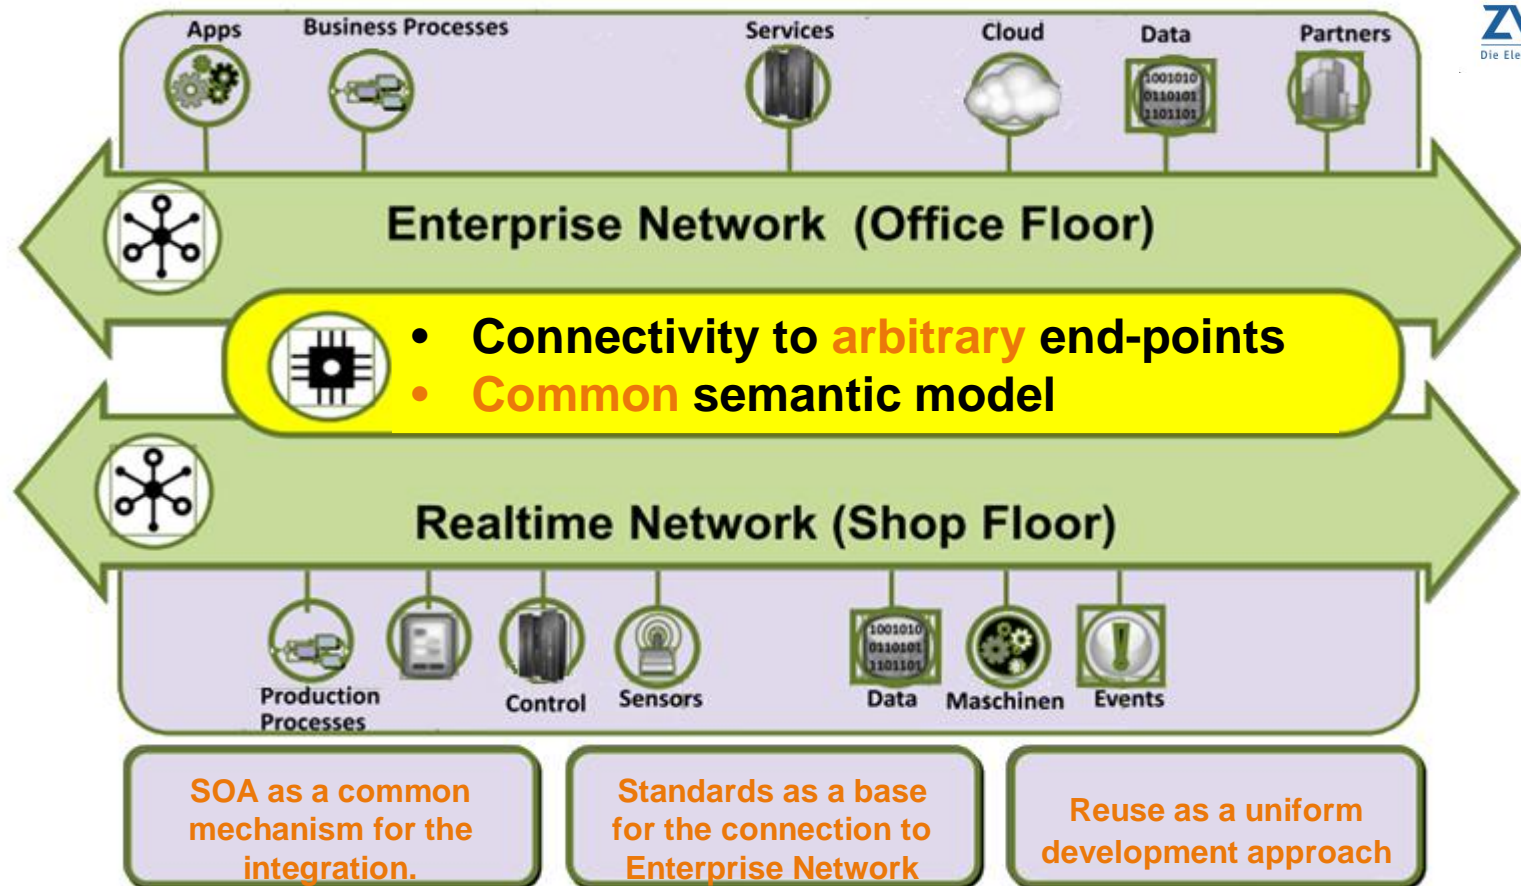 Apps
Business Processes
Services
Cloud
Data
Partners
ZV
Die Ele
1001010
0110101
1101101
Enterprise Network (Office Floor)
• Connectivity to arbitrary end-points
• Common semantic model
Realtime Network (Shop Floor)
1001010
0110101
1101101
Production
Processes
Control
Sensors
Data
Maschinen
Events
SOA as a common
mechanism for the
integration.
Standards as a base
for the connection to
Enterprise Network
Reuse as a uniform
development approach